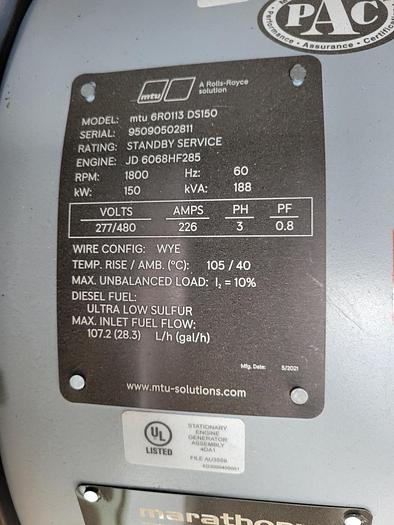 PAC
Performance • Assurance • Certification
mtu
A Rolls-Royce
solution
MODEL: mtu 6R0113 DS150
SERIAL: 95090502811
RATING: STANDBY SERVICE
ENGINE: JD 6068HF285
RPM: 1800 Hz: 60
kW: 150 kVA: 188
VOLTS AMPS PH PF
277/480 226 3 0.8
WIRE CONFIG: WYE
TEMP. RISE / AMB. (°C): 105 / 40
MAX. UNBALANCED LOAD: I₂ = 10%
DIESEL FUEL:
ULTRA LOW SULFUR
MAX. INLET FUEL FLOW:
107.2 (28.3) L/h (gal/h)
Mfg. Date: 5/2021
www.mtu-solutions.com
UL
LISTED
STATIONARY
ENGINE
GENERATOR
ASSEMBLY
4DA1
marathon